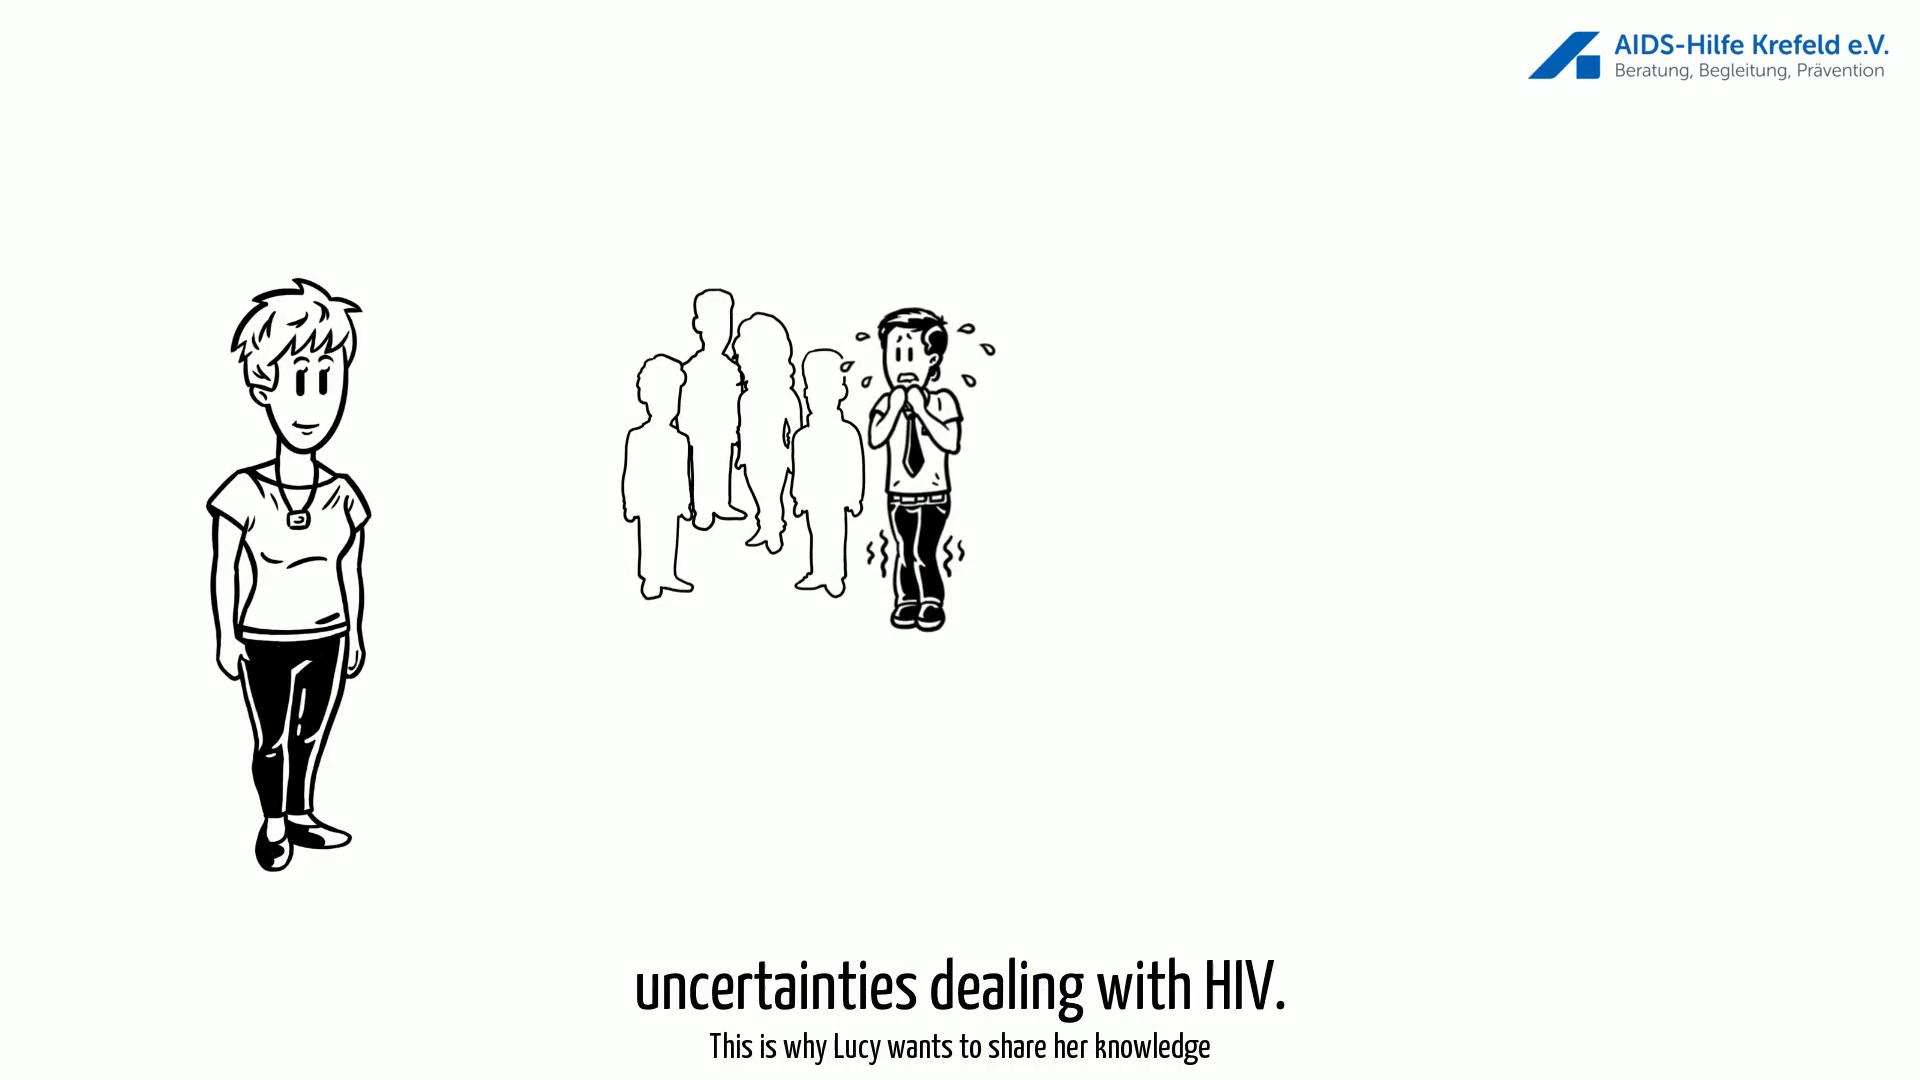 AIDS-Hilfe Krefeld e.V.
Beratung, Begleitung, Prävention
uncertainties dealing with HIV.
This is why Lucy wants to share her knowledge